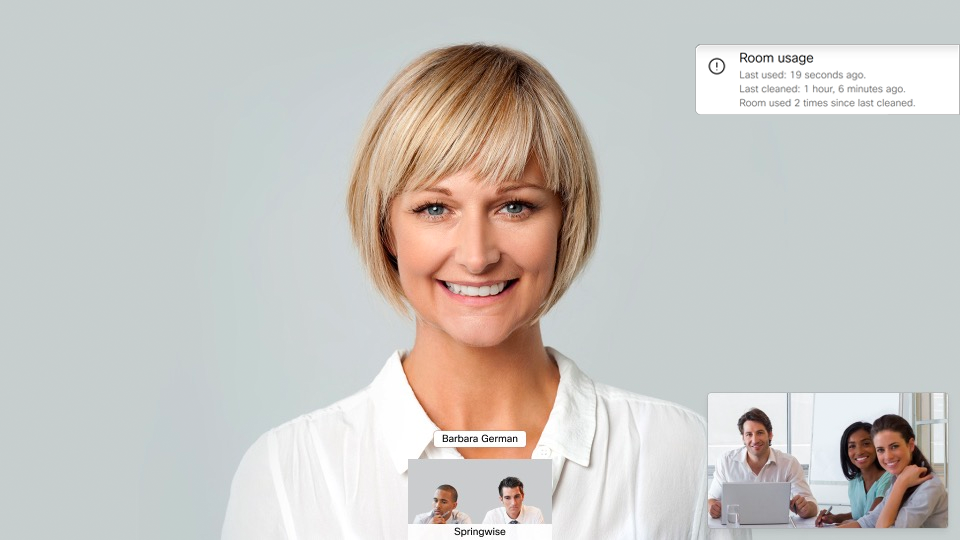 Room usage
Last used: 19 seconds ago.
Last cleaned: 1 hour, 6 minutes ago.
Room used 2 times since last cleaned.
Barbara German
Springwise